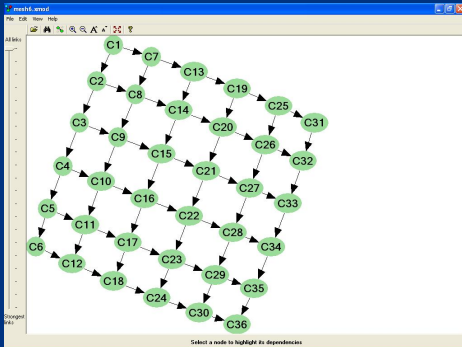 mesh6.smod
File Edit View Help
All links
C1
C7
C13
C2
C19
C8
C25
C14
C3
C31
C20
C9
C26
C15
C32
C4
C21
C10
C27
C16
C33
C5
C22
C11
C28
C17
C6
C34
C23
C12
C29
C18
C35
C24
C30
C36
Strongest
links
Select a node to highlight its dependencies